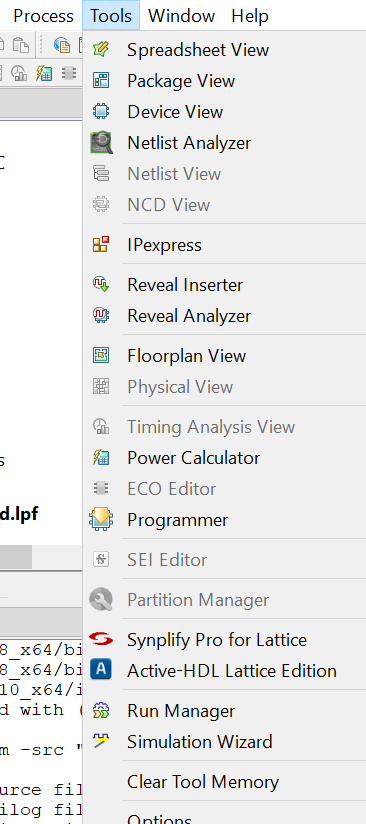 Process Tools Window Help
Spreadsheet View
Package View
Device View
Netlist Analyzer
Netlist View
NCD View
IPexpress
Reveal Inserter
Reveal Analyzer
Floorplan View
Physical View
s
Timing Analysis View
Power Calculator
ECO Editor
d.lpf
Programmer
SEI Editor
Partition Manager
8_x64/bi
Synplify Pro for Lattice
8_x64/bi
Active-HDL Lattice Edition
10_x64/i
d with (
Run Manager
m -src "
Simulation Wizard
Clear Tool Memory
ource fil
ilog fil
Options